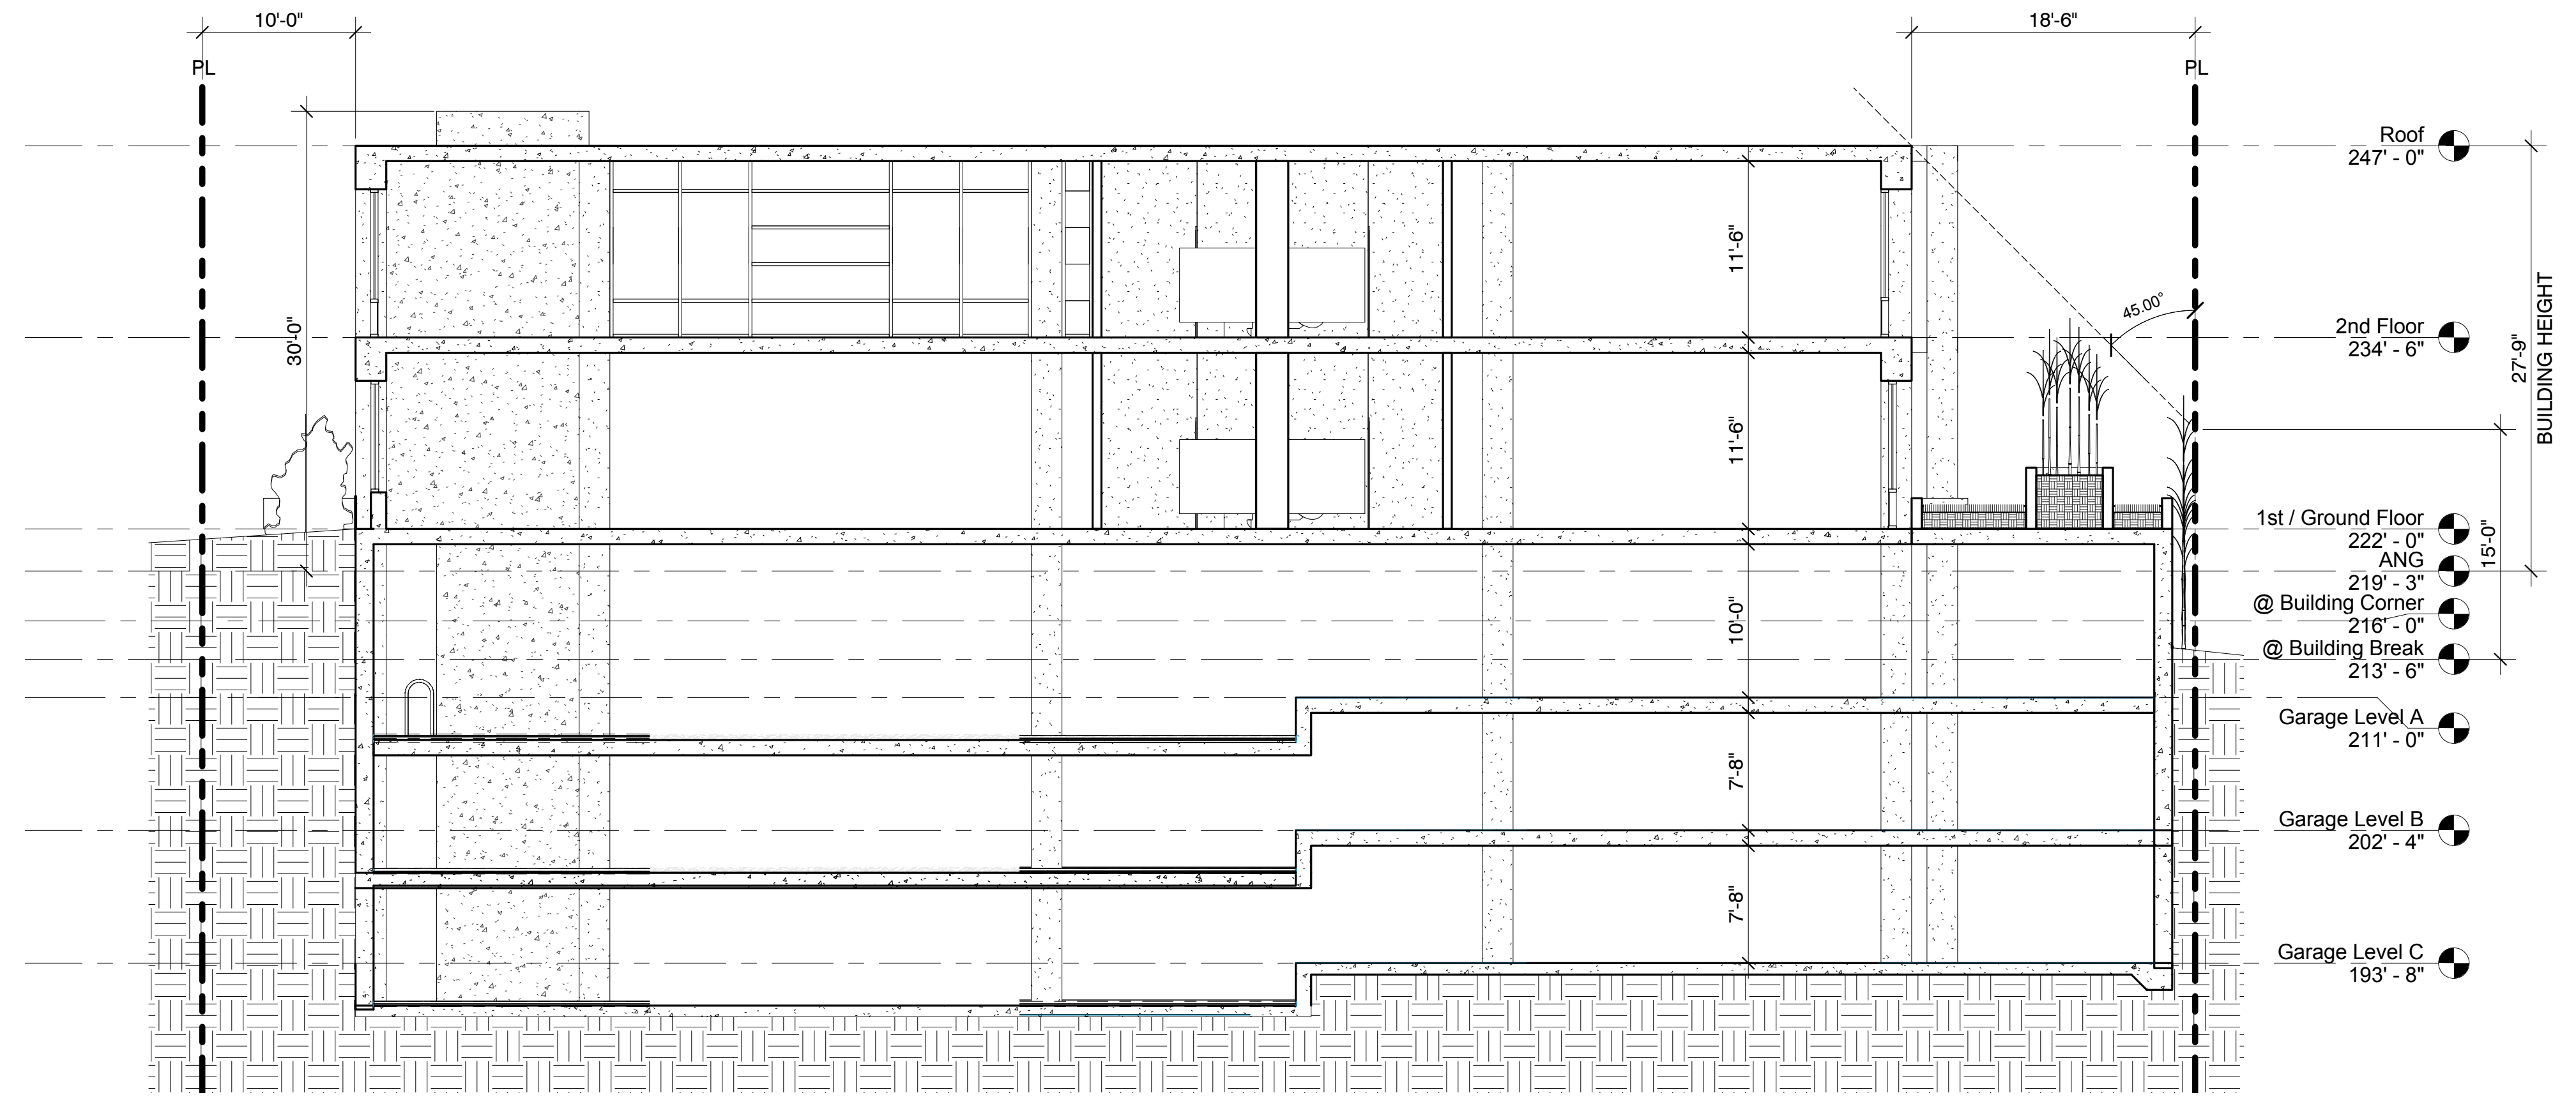 10'-0"
18'-6"
PL
PL
Roof
247' - 0"
11'-6"
45.00°
30'-0"
2nd Floor
234' - 6"
27'-9"
BUILDING HEIGHT
11'-6"
1st / Ground Floor
222' - 0"
15'-0"
ANG
219' - 3"
10'-0"
@ Building Corner
216' - 0"
@ Building Break
213' - 6"
Garage Level A
211' - 0"
7'-8"
Garage Level B
202' - 4"
7'-8"
Garage Level C
193' - 8"